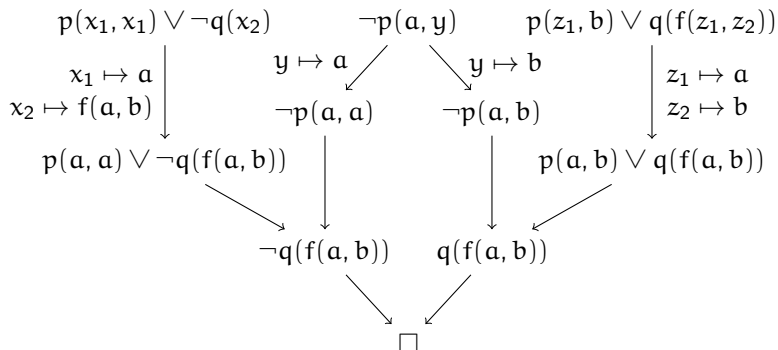 p(x₁, x₁) ∨ ¬q(x₂)
¬p(a, y)
p(z₁, b) ∨ q(f(z₁, z₂))
x₁ ↦ a
x₂ ↦ f(a, b)
y ↦ a
y ↦ b
z₁ ↦ a
z₂ ↦ b
¬p(a, a)
¬p(a, b)
p(a, a) ∨ ¬q(f(a, b))
p(a, b) ∨ q(f(a, b))
¬q(f(a, b))
q(f(a, b))
□